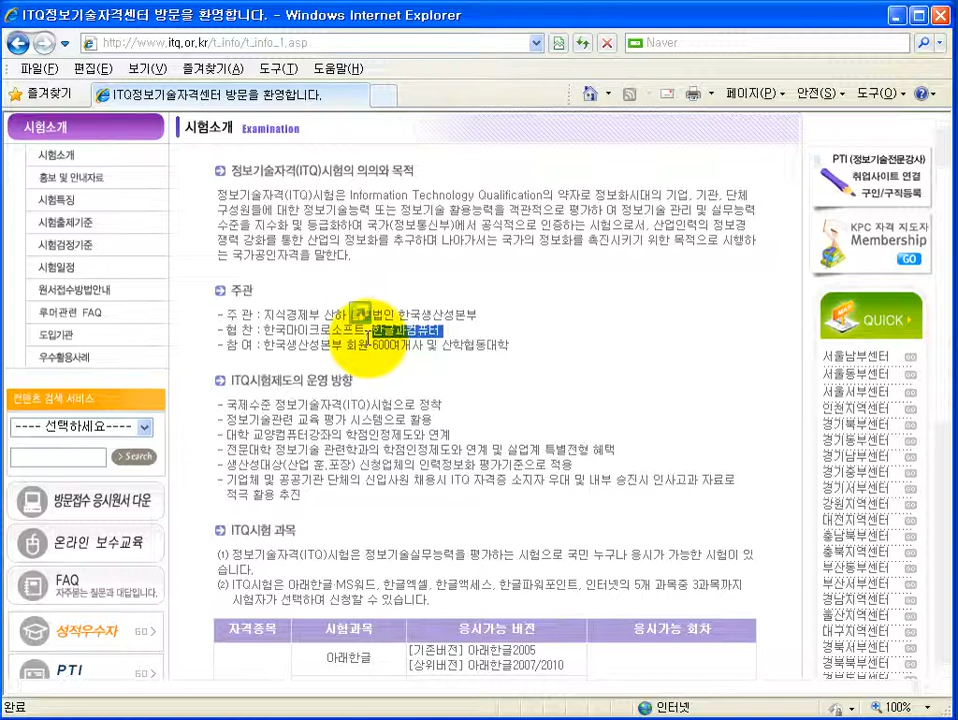 ITQ정보기술자격센터 방문을 환영합니다. - Windows Internet Explorer
http://www.itq.or.kr/t_info/t_info_1.asp
Naver
파일(F) 편집(E) 보기(V) 즐겨찾기(A) 도구(T) 도움말(H)
즐겨찾기
ITQ정보기술자격센터 방문을 환영합니다.
페이지(P) 안전(S) 도구(O)
시험소개
시험소개
홍보 및 안내자료
시험특징
시험출제기준
시험검정기준
시험일정
원서접수방법안내
루머관련 FAQ
도입기관
우수활용사례
컨텐츠 검색 서비스
---- 선택하세요----
Search
방문접수 응시원서 다운
온라인 보수교육
FAQ
자주묻는 질문과 대답입니다.
성적우수자 GO
PTI GO
시험소개 Examination
정보기술자격(ITQ)시험의 의의와 목적
정보기술자격(ITQ)시험은 Information Technology Qualification의 약자로 정보화시대의 기업, 기관, 단체
구성원들에 대한 정보기술능력 또는 정보기술 활용능력을 객관적으로 평가하 여 정보기술 관리 및 실무능력
수준을 지수화 및 등급화하며 국가(정보통신부)에서 공식적으로 인증하는 시험으로서, 산업인력의 정보경
쟁력 강화를 통한 산업의 정보화를 추구하며 나아가서는 국가의 정보화를 촉진시키기 위한 목적으로 시행하
는 국가공인자격을 말한다.
주관
- 주 관 : 지식경제부 산하 법인 한국생산성본부
- 협 찬 : 한국마이크로소프트, 한글과컴퓨터
- 참 여 : 한국생산성본부 회원 600여개사 및 산학협동대학
ITQ시험제도의 운영 방향
- 국제수준 정보기술자격(ITQ)시험으로 정착
- 정보기술관련 교육 평가 시스템으로 활용
- 대학 교양컴퓨터강좌의 학점인정제도와 연계
- 전문대학 정보기술 관련학과의 학점인정제도와 연계 및 실업계 특별전형 혜택
- 생산성대상(산업 훈,포장) 신청업체의 인력정보화 평가기준으로 적용
- 기업체 및 공공기관 단체의 신입사원 채용시 ITQ 자격증 소지자 우대 및 내부 승진시 인사고과 자료로
적극 활용 추진
ITQ시험 과목
(1) 정보기술자격(ITQ)시험은 정보기술실무능력을 평가하는 시험으로 국민 누구나 응시가 가능한 시험이 있
습니다.
(2) ITQ시험은 아래한글·MS워드, 한글엑셀, 한글액세스, 한글파워포인트, 인터넷의 5개 과목중 3과목까지
시험자가 선택하며 신청할 수 있습니다.
자격종목 시험과목 응시가능 버전 응시가능 회차
아래한글
[기존버전] 아래한글2005
[상위버전] 아래한글2007/2010
PTI (정보기술전문강사)
취업사이트 연결
구인/구직등록
KPC 자격 지도자
Membership
GO
QUICK
서울남부센터
서울동부센터
서울서부센터
인천지역센터
경기북부센터
경기동부센터
경기남부센터
경기중부센터
경기서부센터
강원지역센터
대전지역센터
충남북부센터
충북지역센터
부산동부센터
부산서부센터
경남지역센터
울산지역센터
대구지역센터
경북서부센터
경북북부센터
완료
인터넷
100%